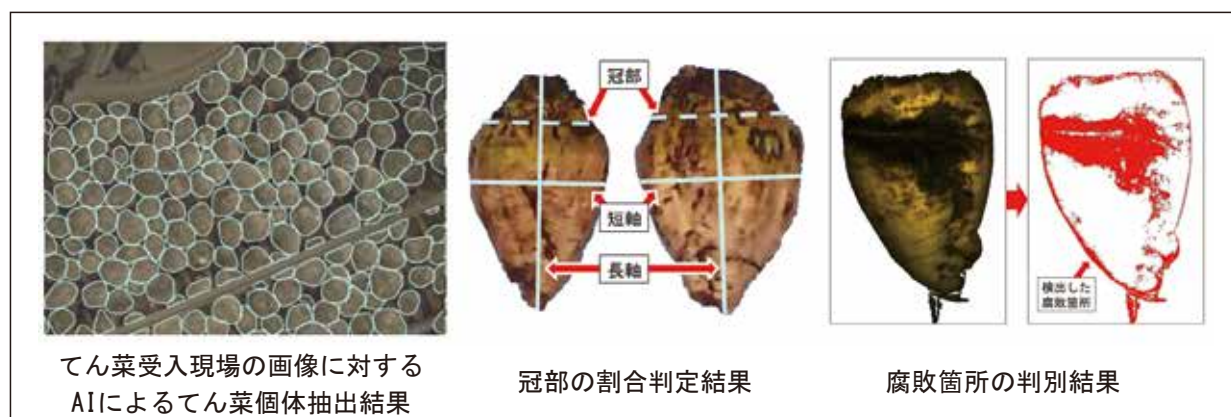 冠部
短軸
長軸
検出した
腐敗箇所
てん菜受入現場の画像に対する
AIによるてん菜個体抽出結果
冠部の割合判定結果
腐敗箇所の判別結果